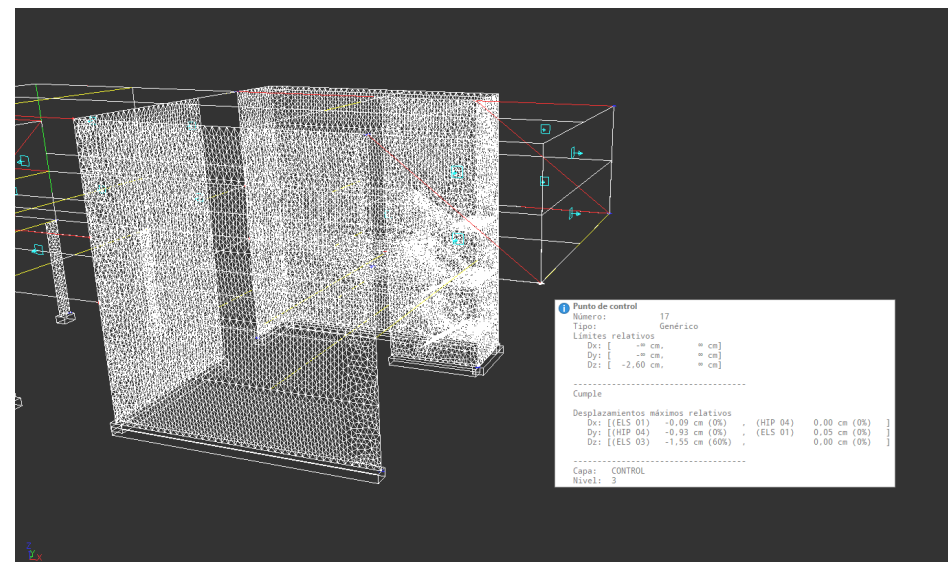 Punto de control
Número: 17
Tipo: Genérico
Límites relativos
Dx: [ -∞ cm, ∞ cm]
Dy: [ -∞ cm, ∞ cm]
Dz: [ -2,60 cm, ∞ cm]
-----------------------------------
Cumple
Desplazamientos máximos relativos
Dx: [(ELS 01) -0.09 cm (0%) , (HIP 04) 0.00 cm (0%) ]
Dy: [(HIP 04) -0.93 cm (0%) , (ELS 01) 0.05 cm (0%) ]
Dz: [(ELS 03) -1.55 cm (60%) , 0.00 cm (0%) ]
-----------------------------------
Capa: CONTROL
Nivel: 3
z
y
x